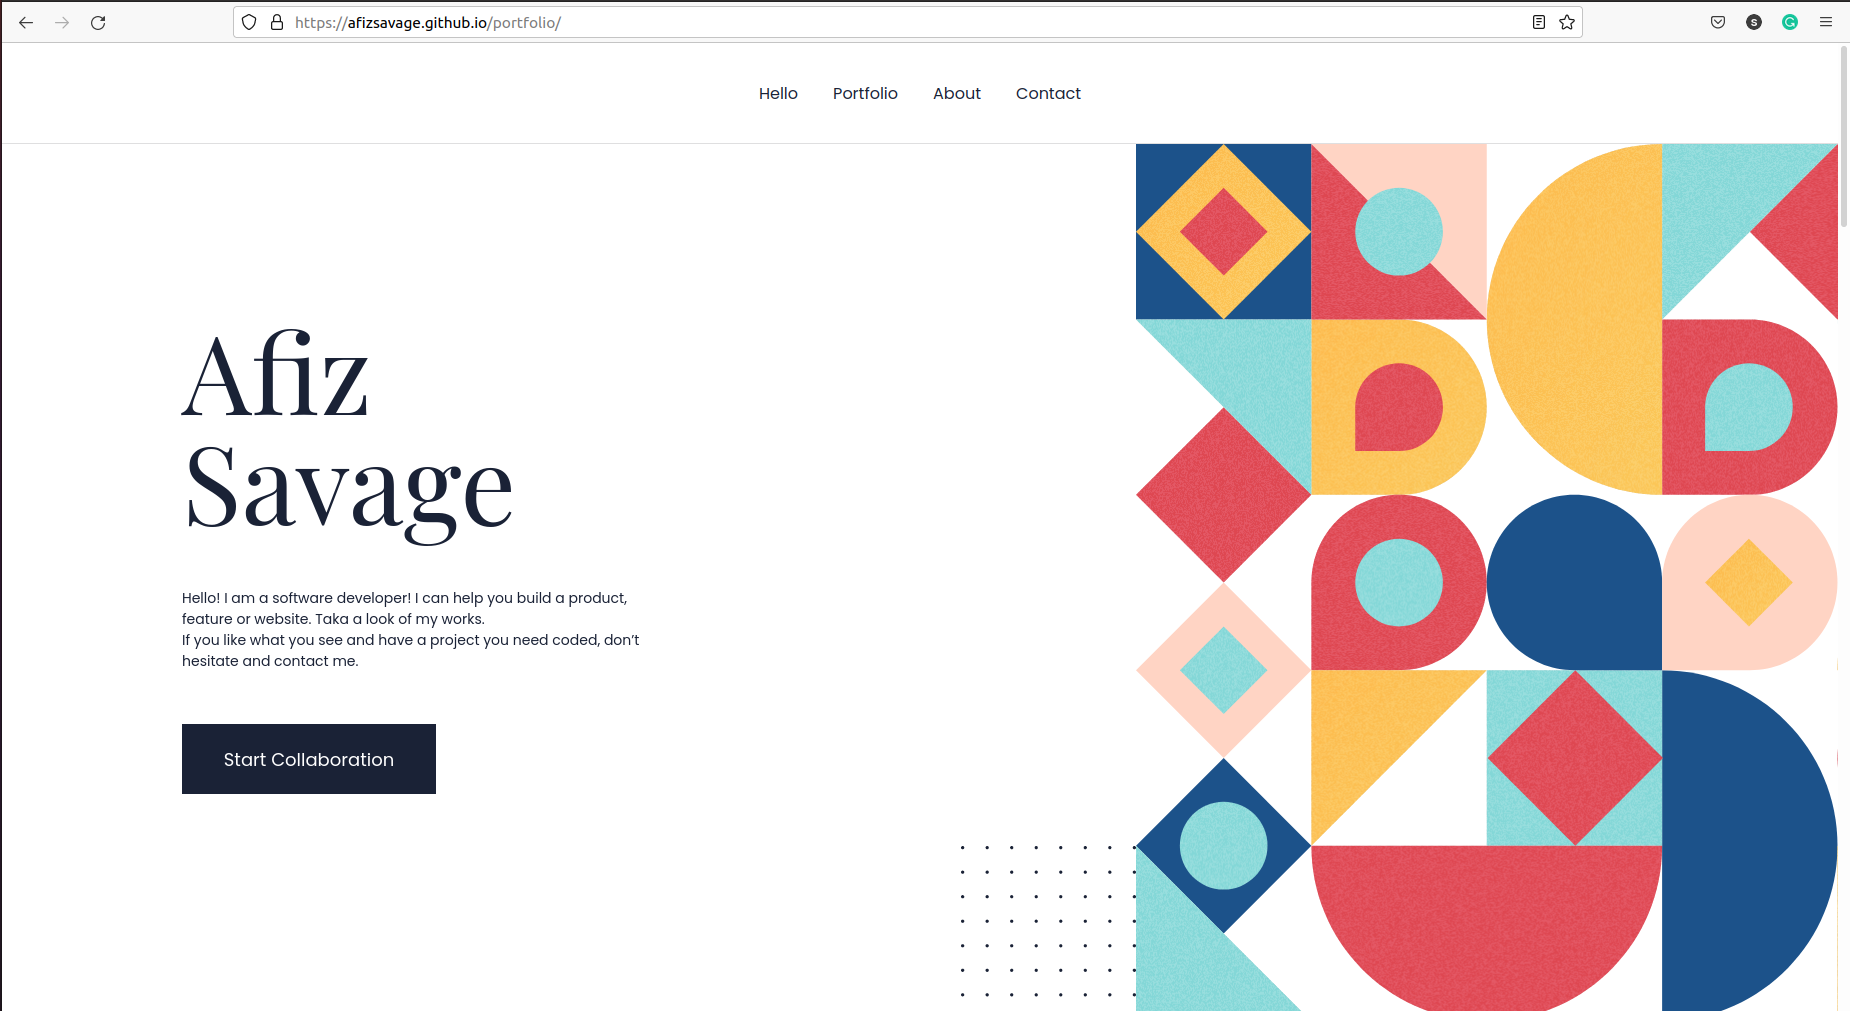 https://afizsavage.github.io/portfolio/
S
Hello Portfolio About Contact
Afiz
Savage
Hello! I am a software developer! I can help you build a product,
feature or website. Taka a look of my works.
If you like what you see and have a project you need coded, don’t
hesitate and contact me.
Start Collaboration